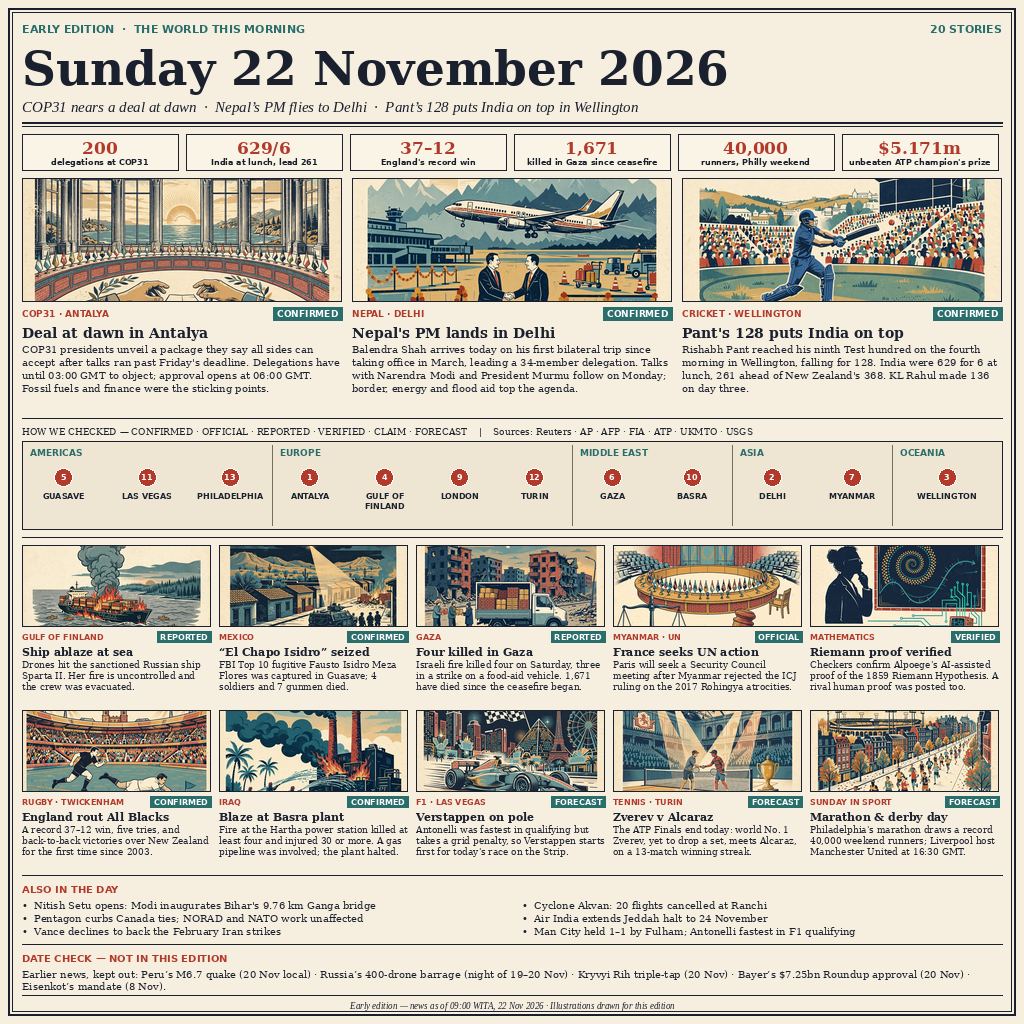 EARLY EDITION · THE WORLD THIS MORNING
20 STORIES
Sunday 22 November 2026
COP31 nears a deal at dawn · Nepal's PM flies to Delhi · Pant's 128 puts India on top in Wellington
200
delegations at COP31
629/6
India at lunch, lead 261
37–12
England's record win
1,671
killed in Gaza since ceasefire
40,000
runners, Philly weekend
$5.171m
unbeaten ATP champion's prize
COP31 · ANTALYA
CONFIRMED
Deal at dawn in Antalya
COP31 presidents unveil a package they say all sides can
accept after talks ran past Friday's deadline. Delegations have
until 03:00 GMT to object; approval opens at 06:00 GMT.
Fossil fuels and finance were the sticking points.
NEPAL · DELHI
CONFIRMED
Nepal's PM lands in Delhi
Balendra Shah arrives today on his first bilateral trip since
taking office in March, leading a 34-member delegation. Talks
with Narendra Modi and President Murmu follow on Monday;
border, energy and flood aid top the agenda.
CRICKET · WELLINGTON
CONFIRMED
Pant's 128 puts India on top
Rishabh Pant reached his ninth Test hundred on the fourth
morning in Wellington, falling for 128. India were 629 for 6 at
lunch, 261 ahead of New Zealand's 368. KL Rahul made 136
on day three.
HOW WE CHECKED — CONFIRMED · OFFICIAL · REPORTED · VERIFIED · CLAIM · FORECAST | Sources: Reuters · AP · AFP · FIA · ATP · UKMTO · USGS
AMERICAS
5
GUASAVE
11
LAS VEGAS
13
PHILADELPHIA
EUROPE
1
ANTALYA
4
GULF OF
FINLAND
9
LONDON
12
TURIN
MIDDLE EAST
6
GAZA
10
BASRA
ASIA
2
DELHI
7
MYANMAR
OCEANIA
3
WELLINGTON
GULF OF FINLAND
REPORTED
Ship ablaze at sea
Drones hit the sanctioned Russian ship
Sparta II. Her fire is uncontrolled and
the crew was evacuated.
MEXICO
CONFIRMED
“El Chapo Isidro” seized
FBI Top 10 fugitive Fausto Isidro Meza
Flores was captured in Guasave; 4
soldiers and 7 gunmen died.
GAZA
REPORTED
Four killed in Gaza
Israeli fire killed four on Saturday, three
in a strike on a food-aid vehicle. 1,671
have died since the ceasefire began.
MYANMAR · UN
OFFICIAL
France seeks UN action
Paris will seek a Security Council
meeting after Myanmar rejected the ICJ
ruling on the 2017 Rohingya atrocities.
MATHEMATICS
VERIFIED
Riemann proof verified
Checkers confirm Alpoege's AI-assisted
proof of the 1859 Riemann Hypothesis. A
rival human proof was posted too.
RUGBY · TWICKENHAM
CONFIRMED
England rout All Blacks
A record 37–12 win, five tries, and
back-to-back victories over New Zealand
for the first time since 2003.
IRAQ
CONFIRMED
Blaze at Basra plant
Fire at the Hartha power station killed at
least four and injured 30 or more. A gas
pipeline was involved; the plant halted.
F1 · LAS VEGAS
FORECAST
Verstappen on pole
Antonelli was fastest in qualifying but
takes a grid penalty, so Verstappen starts
first for today's race on the Strip.
TENNIS · TURIN
FORECAST
Zverev v Alcaraz
The ATP Finals end today: world No. 1
Zverev, yet to drop a set, meets Alcaraz,
on a 13-match winning streak.
SUNDAY IN SPORT
FORECAST
Marathon & derby day
Philadelphia's marathon draws a record
40,000 weekend runners; Liverpool host
Manchester United at 16:30 GMT.
ALSO IN THE DAY
• Nitish Setu opens: Modi inaugurates Bihar's 9.76 km Ganga bridge
• Pentagon curbs Canada ties; NORAD and NATO work unaffected
• Vance declines to back the February Iran strikes
• Cyclone Akvan: 20 flights cancelled at Ranchi
• Air India extends Jeddah halt to 24 November
• Man City held 1–1 by Fulham; Antonelli fastest in F1 qualifying
DATE CHECK — NOT IN THIS EDITION
Earlier news, kept out: Peru's M6.7 quake (20 Nov local) · Russia's 400-drone barrage (night of 19–20 Nov) · Kryvyi Rih triple-tap (20 Nov) · Bayer's $7.25bn Roundup approval (20 Nov) ·
Eisenkot's mandate (8 Nov).
Early edition — news as of 09:00 WITA, 22 Nov 2026 · Illustrations drawn for this edition